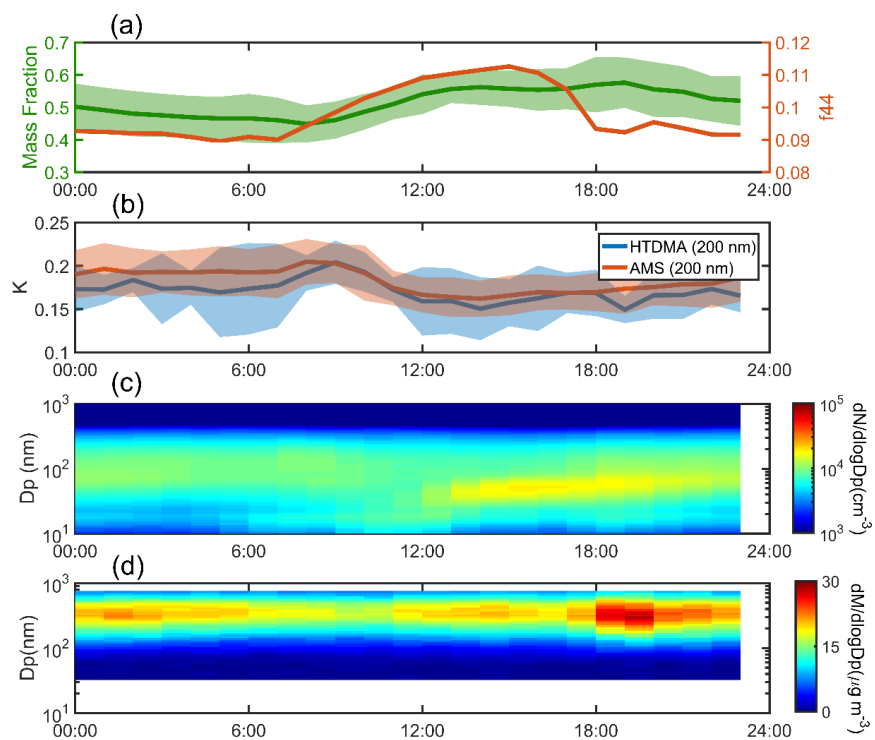 (a)
0.7
0.6
0.5
0.4
0.3
Mass Fraction
0.12
0.11
0.1
0.09
0.08
f44
00:00 6:00 12:00 18:00 24:00
(b)
0.25
0.2
0.15
0.1
K
HTDMA (200 nm)
AMS (200 nm)
00:00 6:00 12:00 18:00 24:00
(c)
10³
10²
10¹
Dp (nm)
10⁵
10⁴
10³
dN/dlogDp(cm⁻³)
00:00 6:00 12:00 18:00 24:00
(d)
10³
10²
10¹
Dp(nm)
30
15
0
dM/dlogDp(μg m⁻³)
00:00 6:00 12:00 18:00 24:00